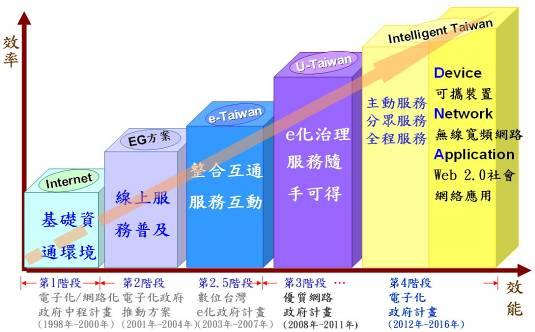 效率
Internet
基礎資
通環境
EG方案
線上服
務普及
e-Taiwan
整合互通
服務互動
U-Taiwan
e化治理
服務隨
手可得
Intelligent Taiwan
主動服務
分眾服務
全程服務
Device
可攜裝置
Network
無線寬頻網路
Application
Web 2.0社會
網絡應用
效能
第1階段
電子化/網路化
政府中程計畫
(1998年~2000年)
第2階段
電子化政府
推動方案
(2001年~2004年)
第2.5階段
數位台灣
e化政府計畫
(2003年~2007年)
第3階段 …
優質網路
政府計畫
(2008年~2011年)
第4階段
電子化政府
計畫
(2012年~2016年)